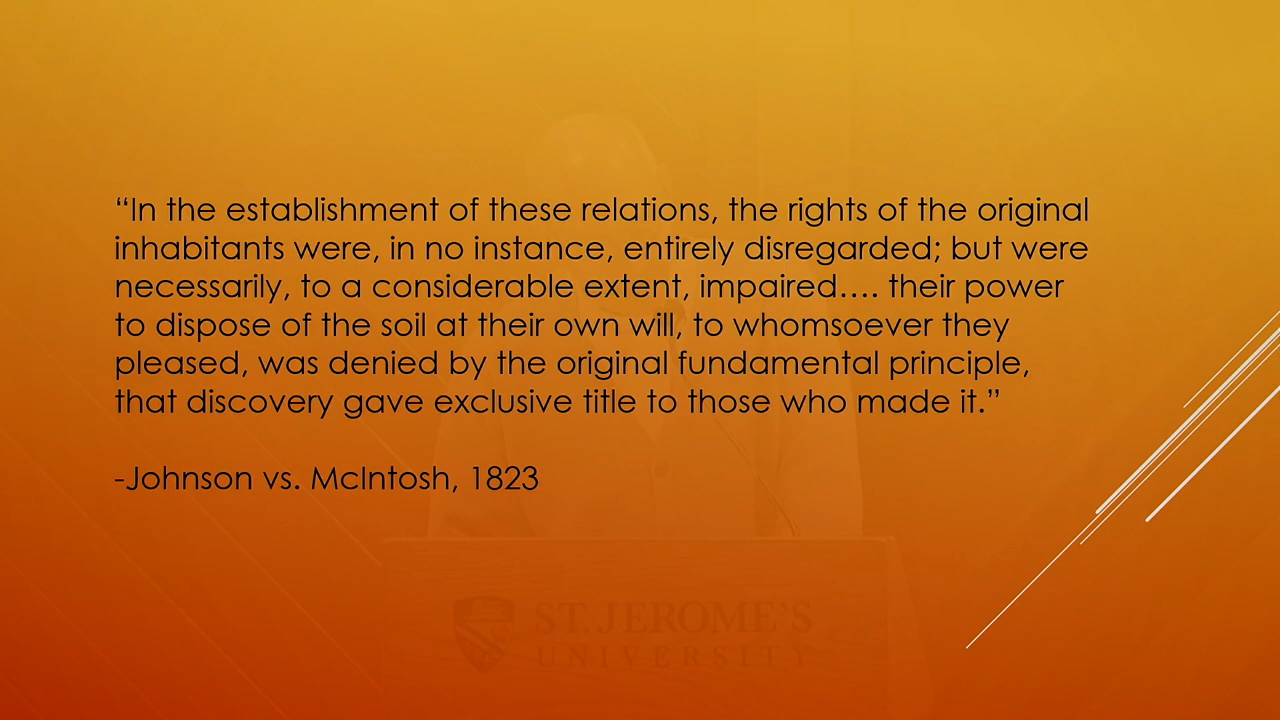 “In the establishment of these relations, the rights of the original
inhabitants were, in no instance, entirely disregarded; but were
necessarily, to a considerable extent, impaired…. their power
to dispose of the soil at their own will, to whomsoever they
pleased, was denied by the original fundamental principle,
that discovery gave exclusive title to those who made it.”
-Johnson vs. McIntosh, 1823
ST. JEROME’S
UNIVERSITY